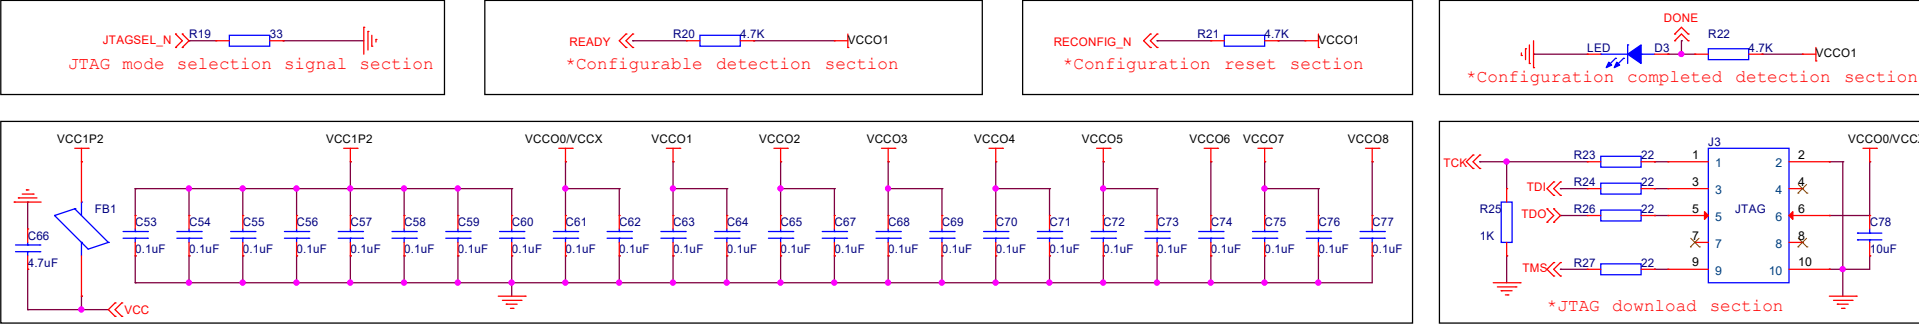 JTAGSEL_N R19 33
JTAG mode selection signal section
READY R20 4.7K VCCO1
*Configurable detection section
RECONFIG_N R21 4.7K VCCO1
*Configuration reset section
DONE
LED D3 R22 4.7K VCCO1
*Configuration completed detection section
VCC1P2 VCC1P2 VCCO0/VCCX VCCO1 VCCO2 VCCO3 VCCO4 VCCO5 VCCO6 VCCO7 VCCO8
FB1
C66 C53 C54 C55 C56 C57 C58 C59 C60 C61 C62 C63 C64 C65 C67 C68 C69 C70 C71 C72 C73 C74 C75 C76 C77
4.7uF 0.1uF 0.1uF 0.1uF 0.1uF 0.1uF 0.1uF 0.1uF 0.1uF 0.1uF 0.1uF 0.1uF 0.1uF 0.1uF 0.1uF 0.1uF 0.1uF 0.1uF 0.1uF 0.1uF 0.1uF 0.1uF 0.1uF 0.1uF 0.1uF
VCC
J3 VCCO0/VCC
TCK R23 22 1 1 2 2
TDI R24 22 3 3 4 4
R25 TDO R26 22 5 5 JTAG 6 6 C78
1K 7 7 8 8 10uF
TMS R27 22 9 9 10 10
*JTAG download section